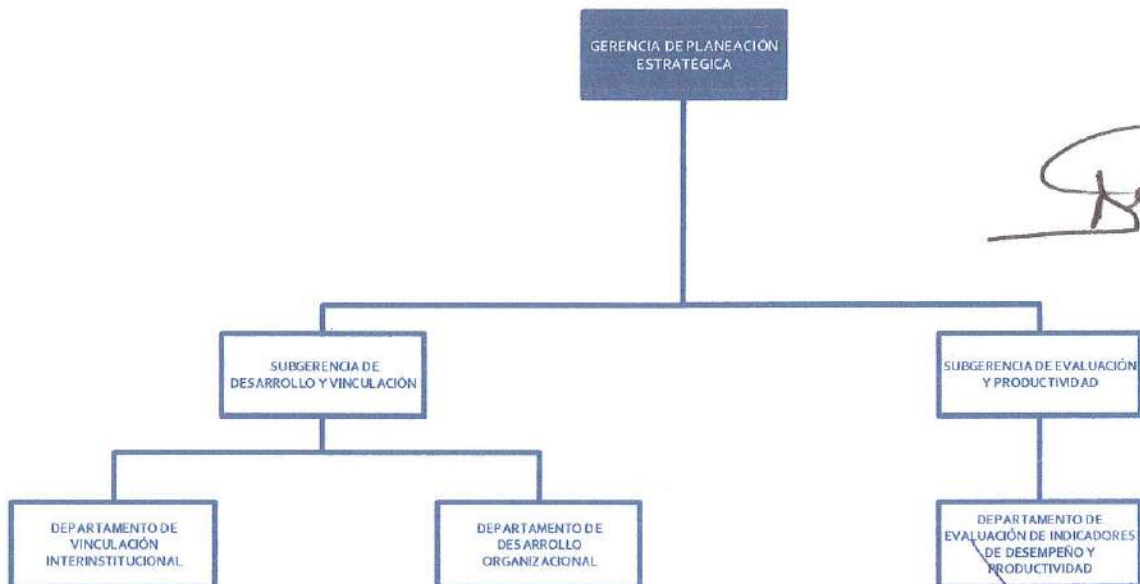 GERENCIA DE PLANEACIÓN
ESTRATÉGICA
SUBGERENCIA DE
DESARROLLO Y VINCULACIÓN
SUBGERENCIA DE EVALUACIÓN
Y PRODUCTIVIDAD
DEPARTAMENTO DE
VINCULACIÓN
INTERINSTITUCIONAL
DEPARTAMENTO DE
DESARROLLO
ORGANIZACIONAL
DEPARTAMENTO DE
EVALUACIÓN DE INDICADORES
DE DESEMPEÑO Y
PRODUCTIVIDAD